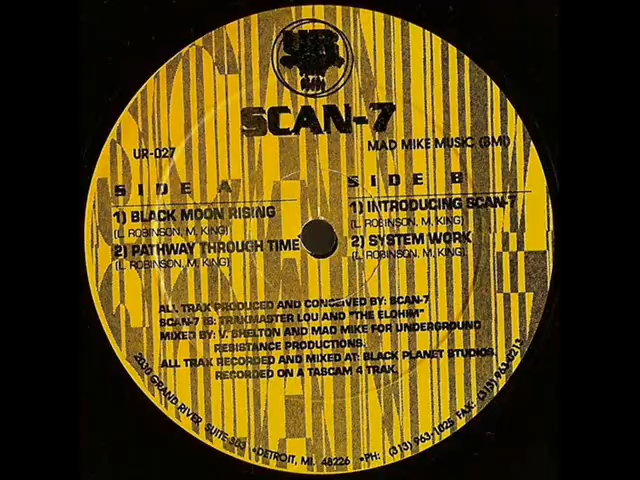 UR
SCAN-7
UR-027
MAD MIKE MUSIC (BMI)
SIDE A
1) BLACK MOON RISING
(L. ROBINSON, M. KING)
2) PATHWAY THROUGH TIME
(L. ROBINSON, M. KING)
SIDE B
1) INTRODUCING SCAN-7
(L. ROBINSON, M. KING)
2) SYSTEM WORK
(L. ROBINSON, M. KING)
ALL TRAX PRODUCED AND CONCEIVED BY: SCAN-7
SCAN-7 IS: TRAXMASTER LOU AND "THE ELOHIM"
MIXED BY: V. SHELTON AND MAD MIKE FOR UNDERGROUND
RESISTANCE PRODUCTIONS.
ALL TRAX RECORDED AND MIXED AT: BLACK PLANET STUDIOS.
RECORDED ON A TASCAM 4 TRAK.
2030 GRAND RIVER SUITE 303 •DETROIT, MI. 48226 •PH: (313) 963-1025 FAX: (313) 963-0213